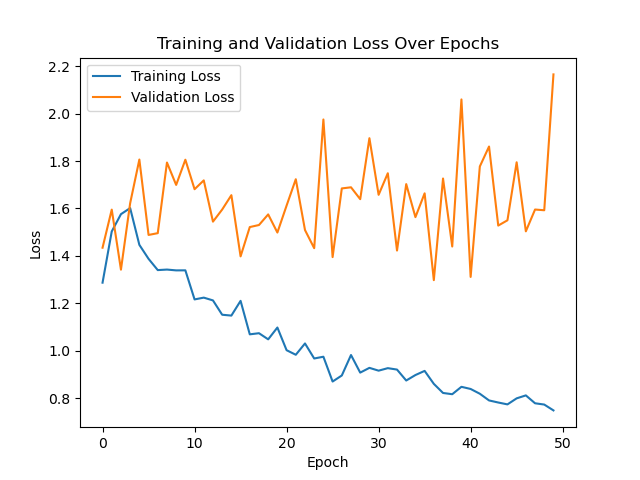 Training and Validation Loss Over Epochs
Training Loss
Validation Loss
Loss
2.2
2.0
1.8
1.6
1.4
1.2
1.0
0.8
0 10 20 30 40 50
Epoch